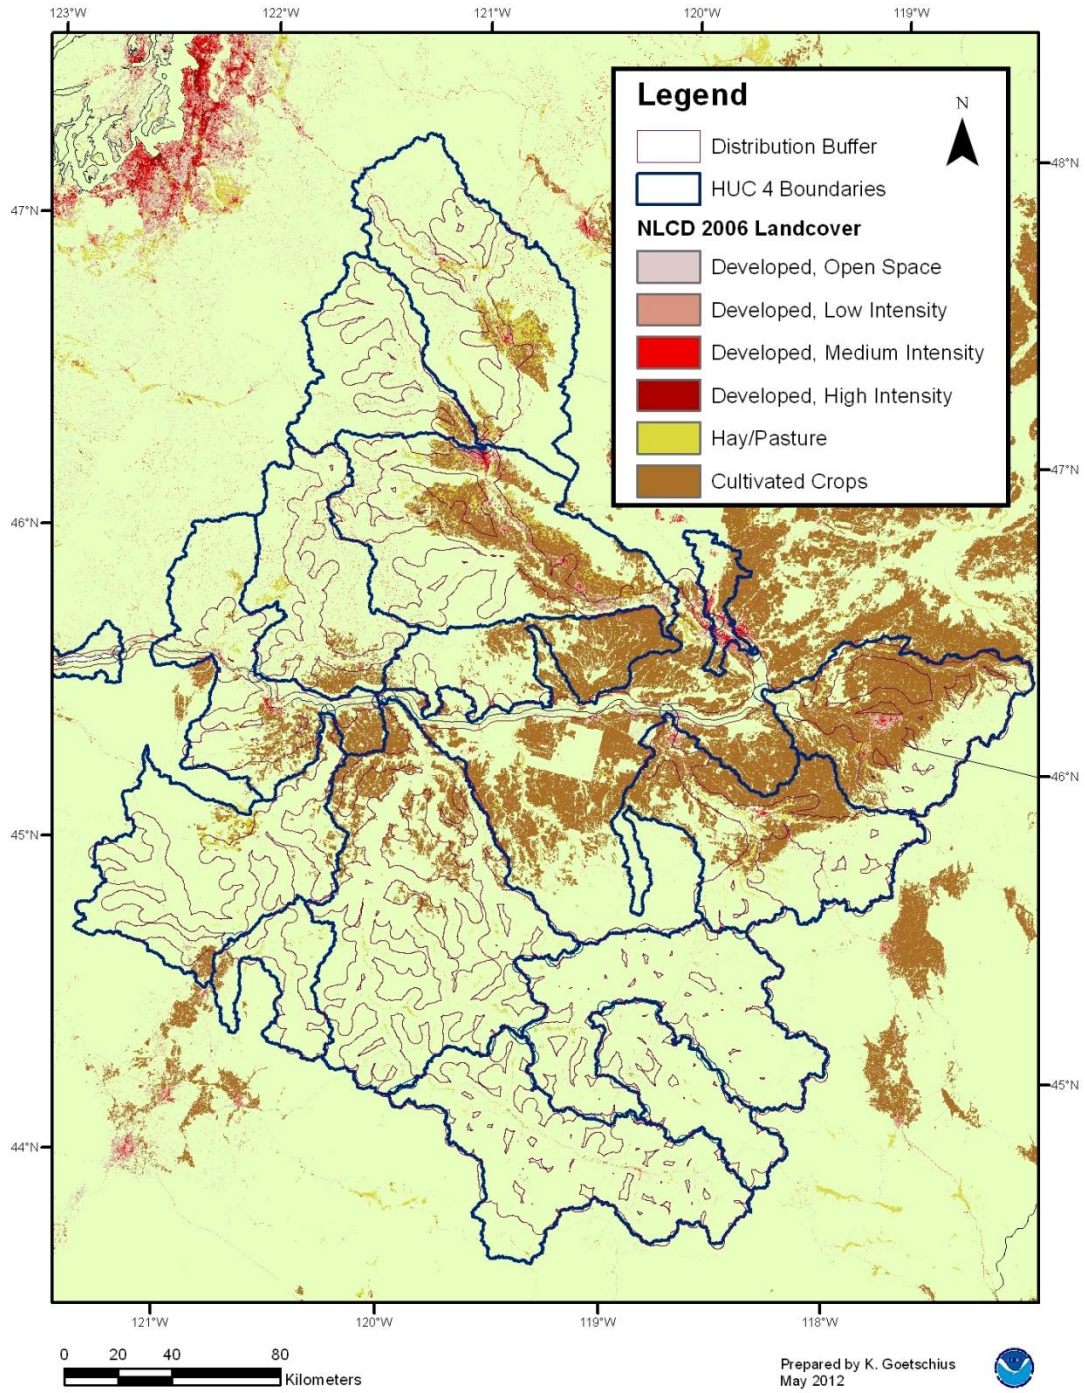 123°W 122°W 121°W 120°W 119°W
Legend
N
Distribution Buffer
HUC 4 Boundaries
NLCD 2006 Landcover
Developed, Open Space
Developed, Low Intensity
Developed, Medium Intensity
Developed, High Intensity
Hay/Pasture
Cultivated Crops
48°N
47°N
47°N
46°N
46°N
45°N
45°N
44°N
121°W 120°W 119°W 118°W
0 20 40 80
Kilometers
Prepared by K. Goetschius
May 2012